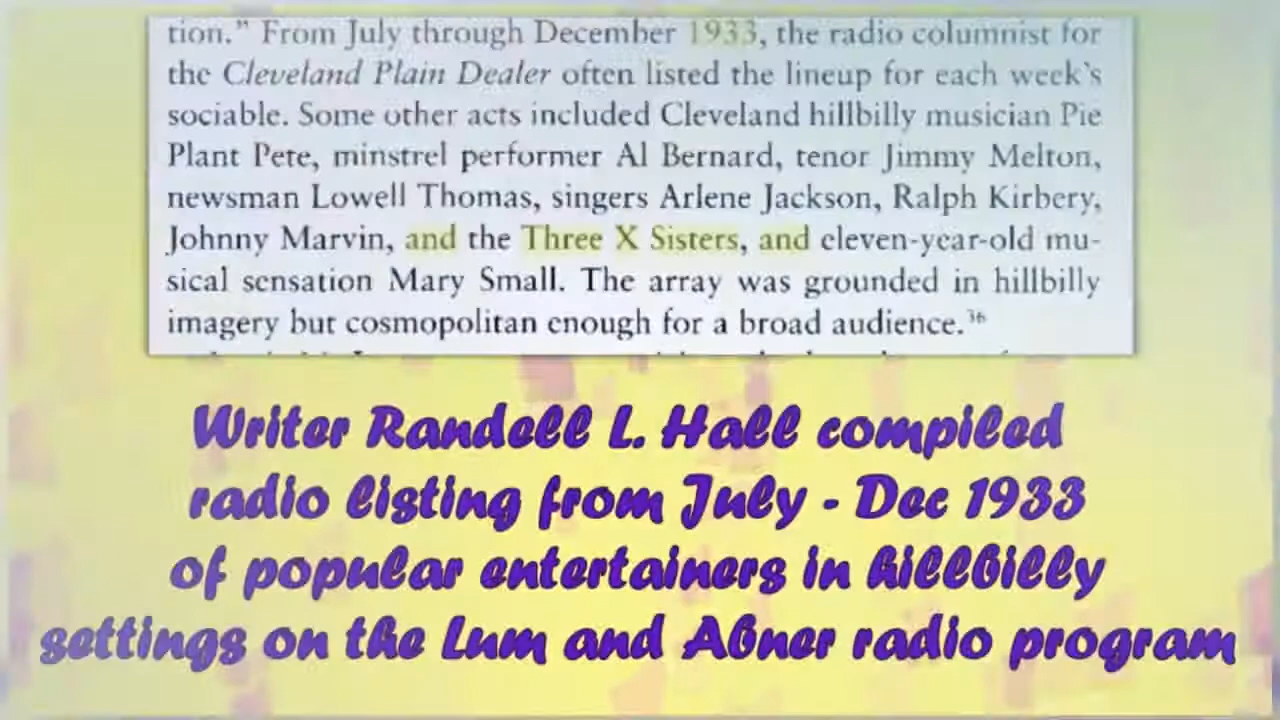 tion.” From July through December 1933, the radio columnist for
the Cleveland Plain Dealer often listed the lineup for each week’s
sociable. Some other acts included Cleveland hillbilly musician Pie
Plant Pete, minstrel performer Al Bernard, tenor Jimmy Melton,
newsman Lowell Thomas, singers Arlene Jackson, Ralph Kirbery,
Johnny Marvin, and the Three X Sisters, and eleven-year-old mu-
sical sensation Mary Small. The array was grounded in hillbilly
imagery but cosmopolitan enough for a broad audience.³⁶
Writer Randell L. Hall compiled
radio listing from July - Dec 1933
of popular entertainers in hillbilly
settings on the Lum and Abner radio program